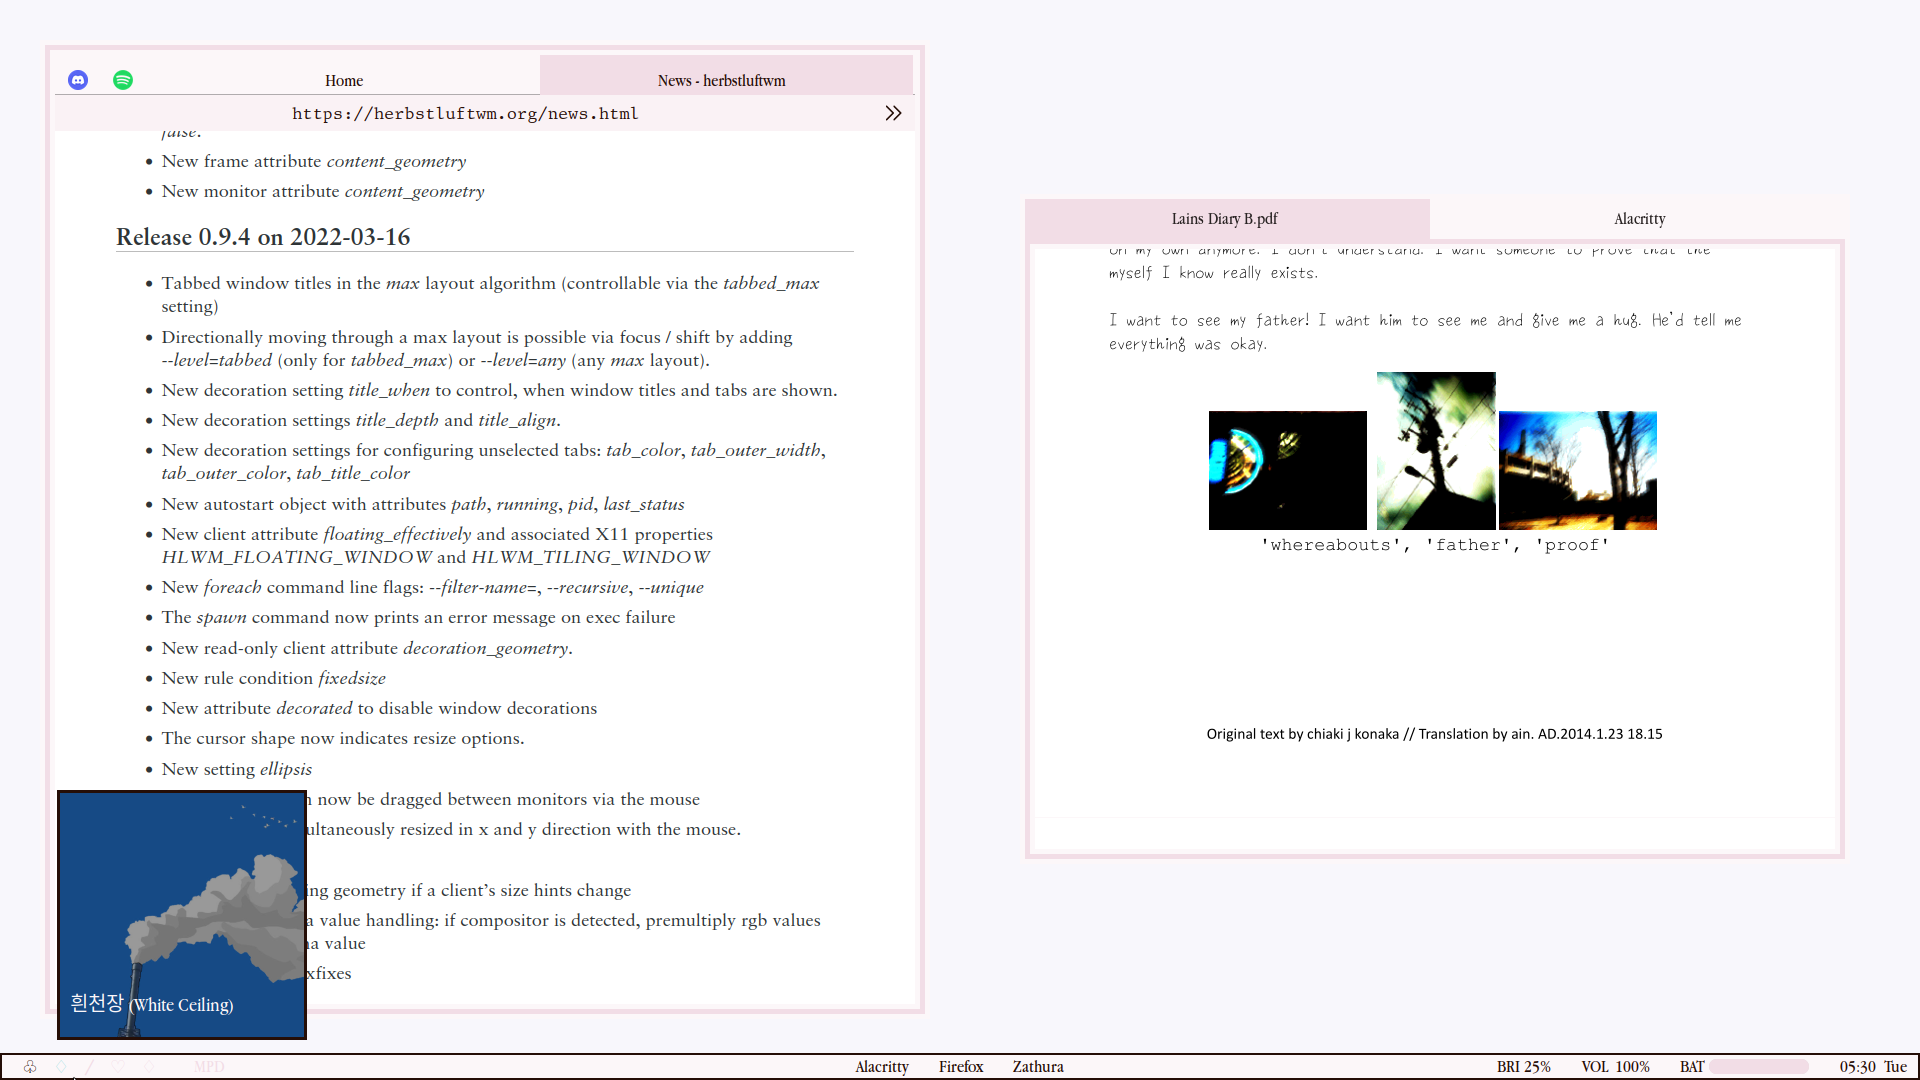 Home
News - herbstluftwm
https://herbstluftwm.org/news.html
false.
• New frame attribute content_geometry
• New monitor attribute content_geometry
Release 0.9.4 on 2022-03-16
• Tabbed window titles in the max layout algorithm (controllable via the tabbed_max
setting)
• Directionally moving through a max layout is possible via focus / shift by adding
--level=tabbed (only for tabbed_max) or --level=any (any max layout).
• New decoration setting title_when to control, when window titles and tabs are shown.
• New decoration settings title_depth and title_align.
• New decoration settings for configuring unselected tabs: tab_color, tab_outer_width,
tab_outer_color, tab_title_color
• New autostart object with attributes path, running, pid, last_status
• New client attribute floating_effectively and associated X11 properties
HLWM_FLOATING_WINDOW and HLWM_TILING_WINDOW
• New foreach command line flags: --filter-name=, --recursive, --unique
• The spawn command now prints an error message on exec failure
• New read-only client attribute decoration_geometry.
• New rule condition fixedsize
• New attribute decorated to disable window decorations
• The cursor shape now indicates resize options.
• New setting ellipsis
now be dragged between monitors via the mouse
ultaneously resized in x and y direction with the mouse.
ing geometry if a client's size hints change
a value handling: if compositor is detected, premultiply rgb values
a value
xfixes
흰천장 (White Ceiling)
Lains Diary B.pdf
Alacritty
on my own anymore. I don't understand. I want someone to prove that the
myself I know really exists.
I want to see my father! I want him to see me and give me a hug. He'd tell me
everything was okay.
'whereabouts', 'father', 'proof'
Original text by chiaki j konaka // Translation by ain. AD.2014.1.23 18.15
MPD
Alacritty
Firefox
Zathura
BRI 25%
VOL 100%
BAT
05:30 Tue